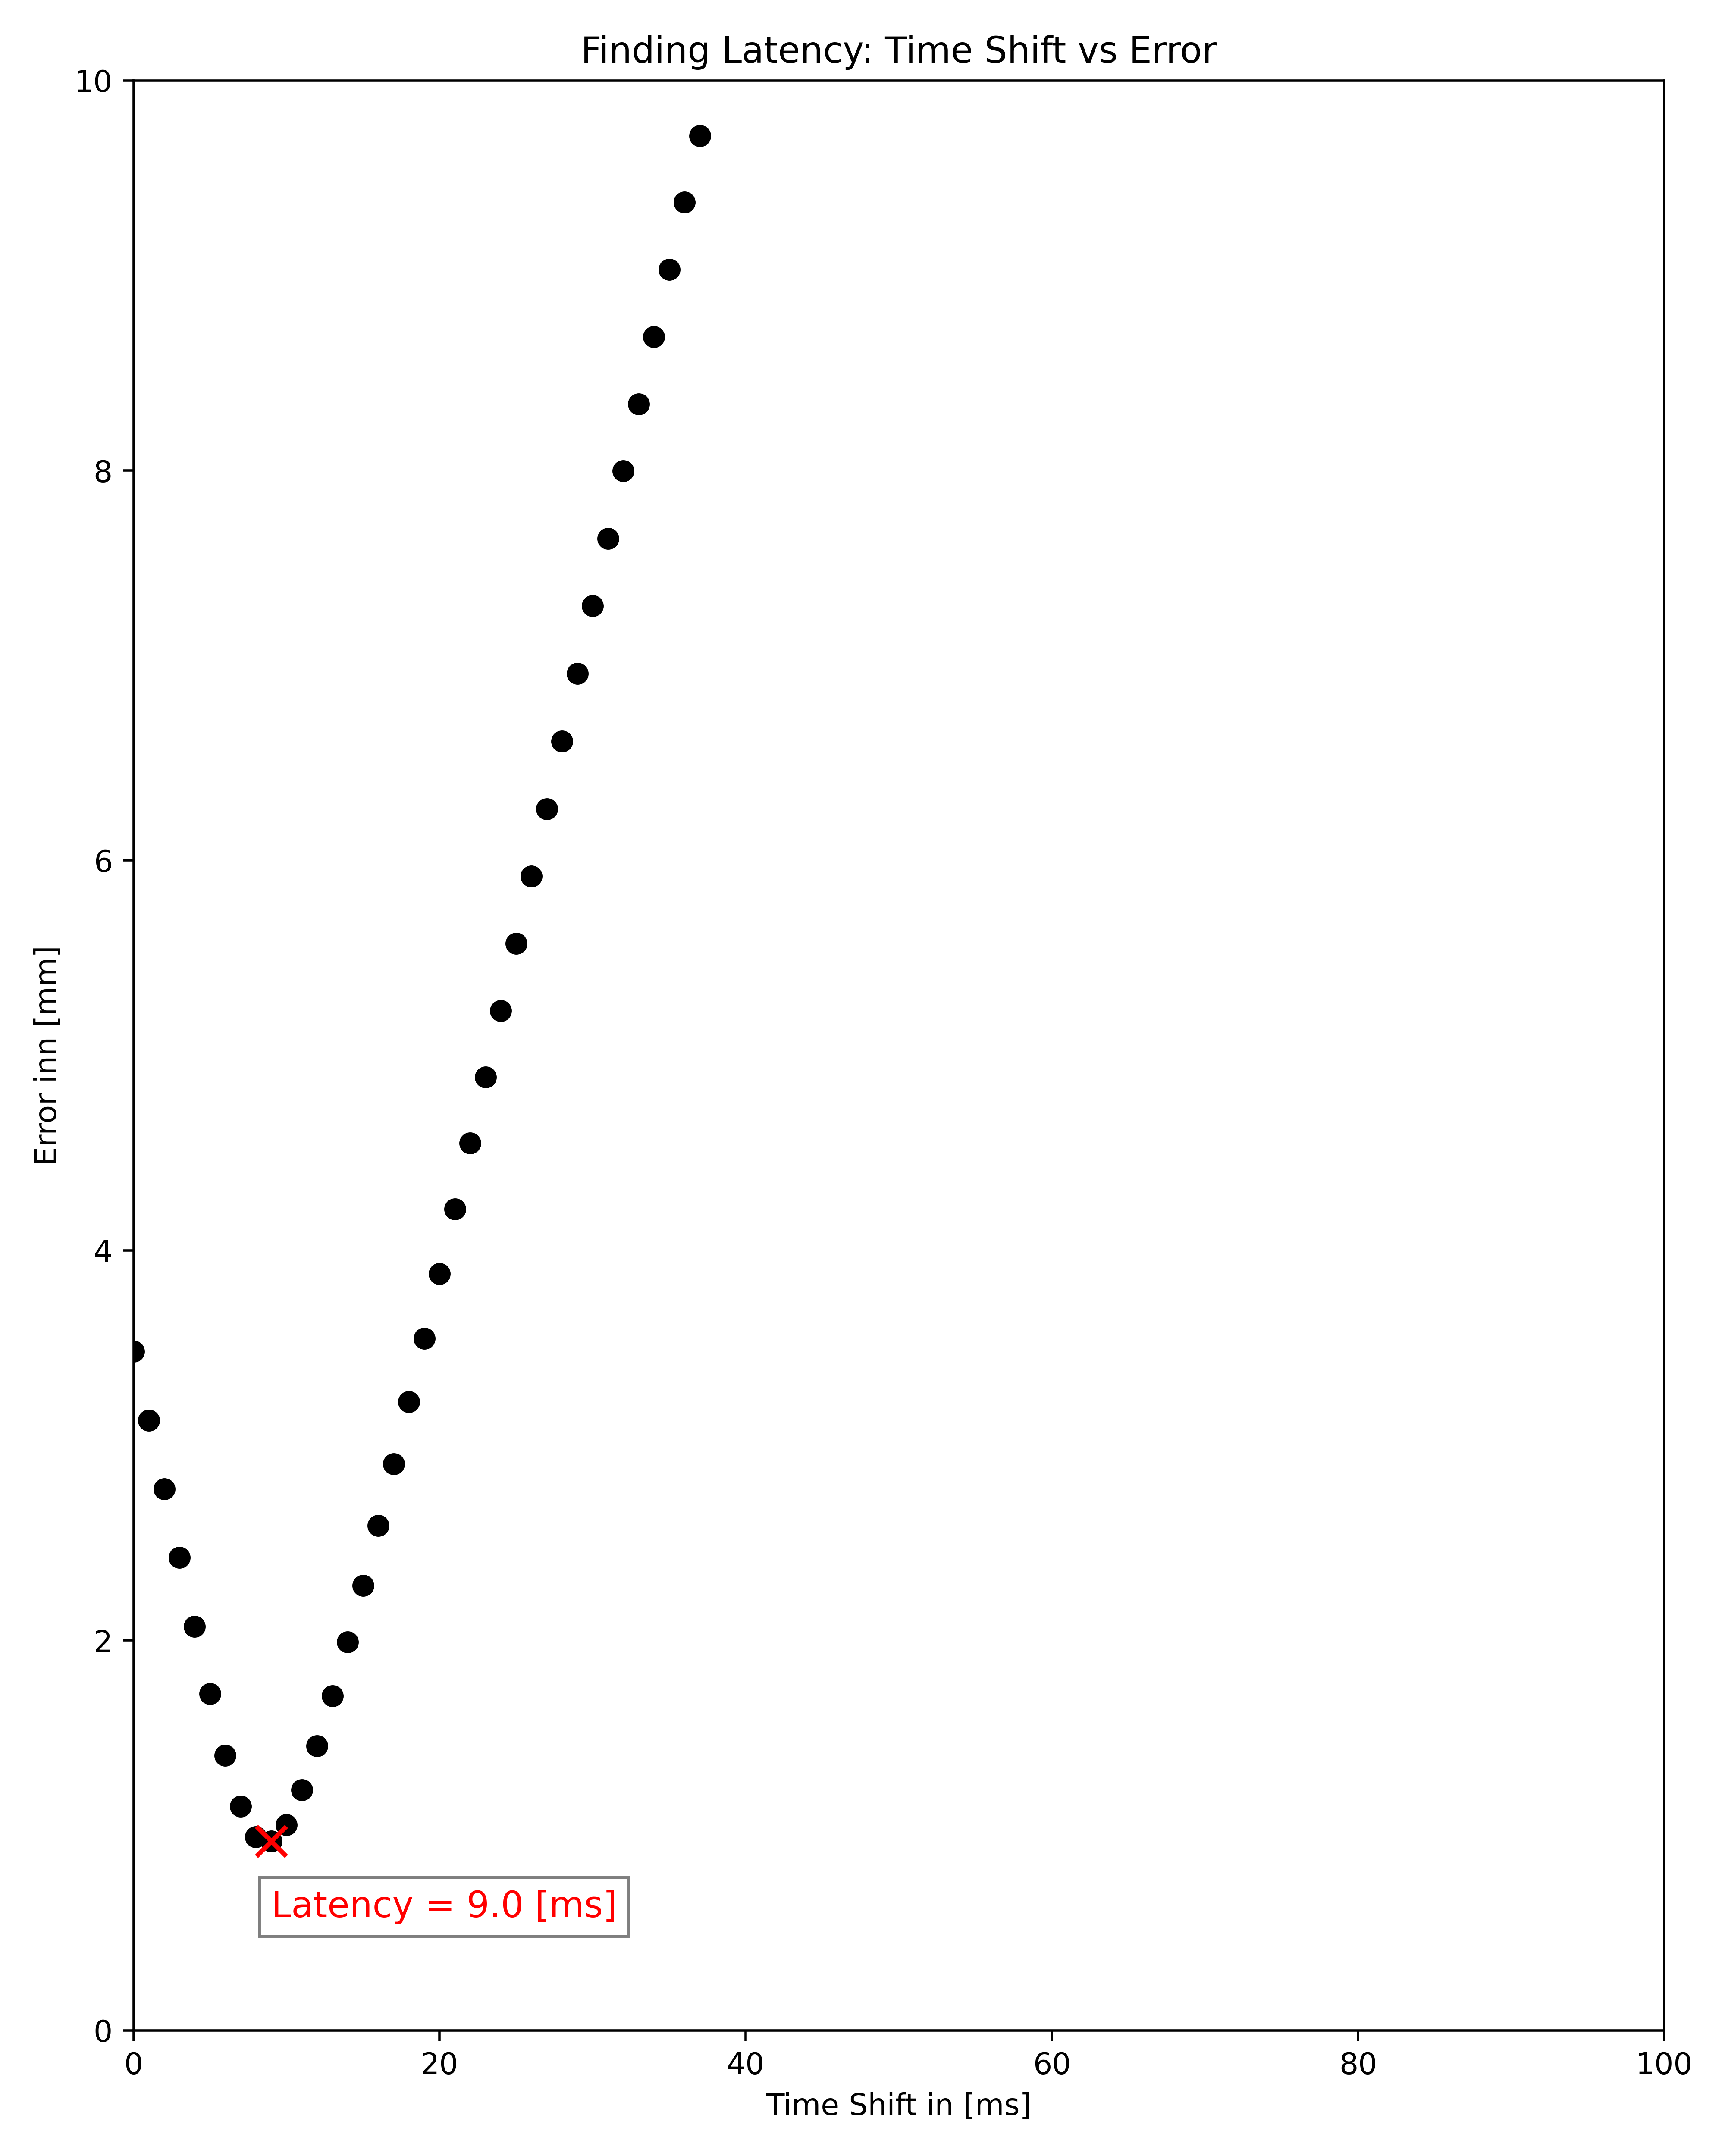 Finding Latency: Time Shift vs Error
10
8
6
4
2
0
Error inn [mm]
Latency = 9.0 [ms]
0 20 40 60 80 100
Time Shift in [ms]